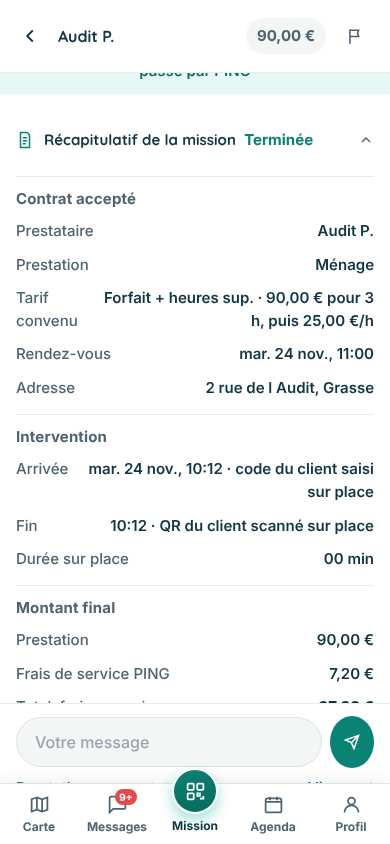 Audit P.
90,00 €
Récapitulatif de la mission Terminée
Contrat accepté
Prestataire Audit P.
Prestation Ménage
Tarif convenu Forfait + heures sup. · 90,00 € pour 3
h, puis 25,00 €/h
Rendez-vous mar. 24 nov., 11:00
Adresse 2 rue de l Audit, Grasse
Intervention
Arrivée mar. 24 nov., 10:12 · code du client saisi
sur place
Fin 10:12 · QR du client scanné sur place
Durée sur place 00 min
Montant final
Prestation 90,00 €
Frais de service PING 7,20 €
Votre message
9+
Carte Messages Mission Agenda Profil